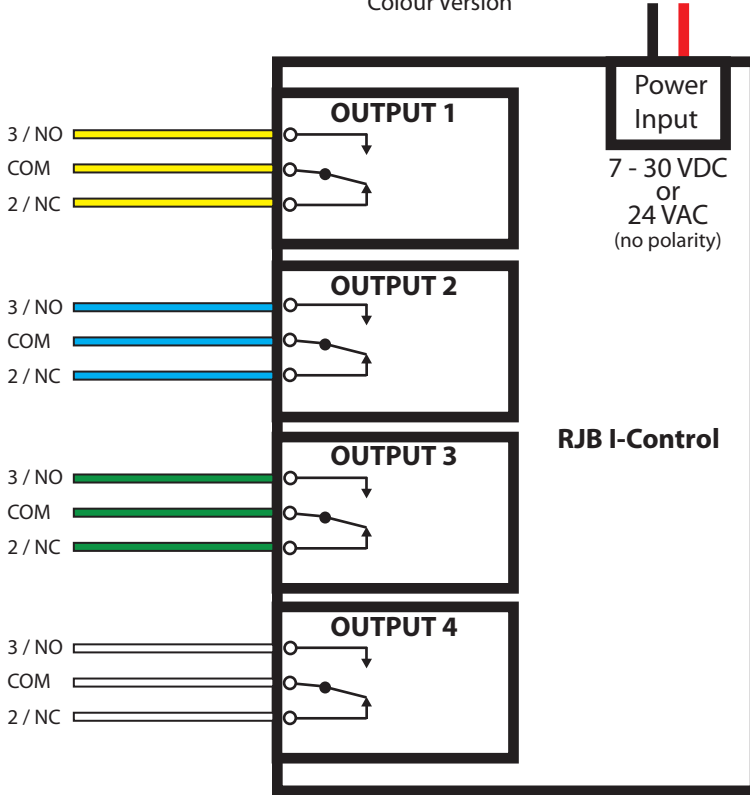 Colour Version
Power
Input
7 - 30 VDC
or
24 VAC
(no polarity)
OUTPUT 1
3 / NO
COM
2 / NC
OUTPUT 2
3 / NO
COM
2 / NC
RJB I-Control
OUTPUT 3
3 / NO
COM
2 / NC
OUTPUT 4
3 / NO
COM
2 / NC